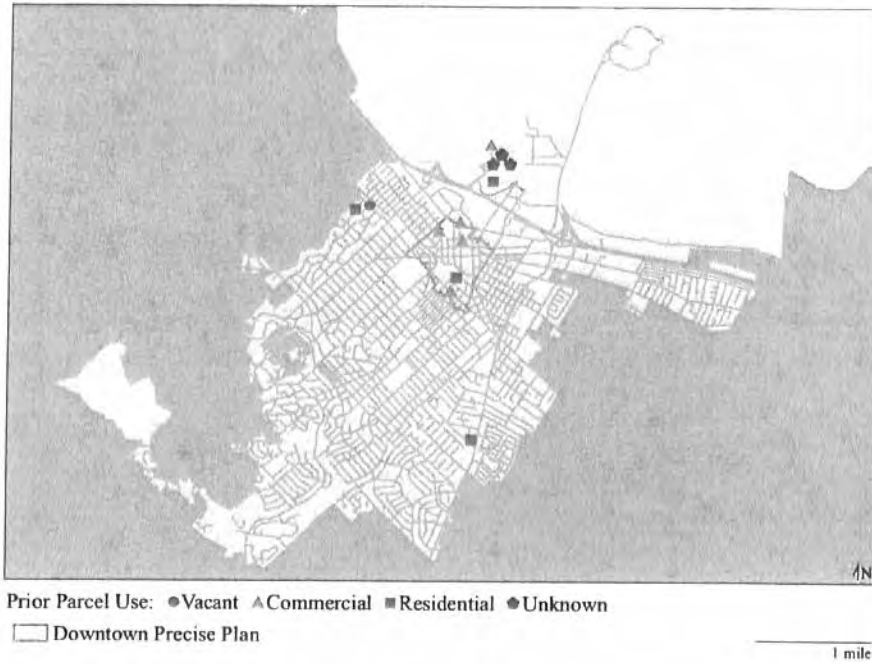 N
Prior Parcel Use: Vacant Commercial Residential Unknown
Downtown Precise Plan
1 mile